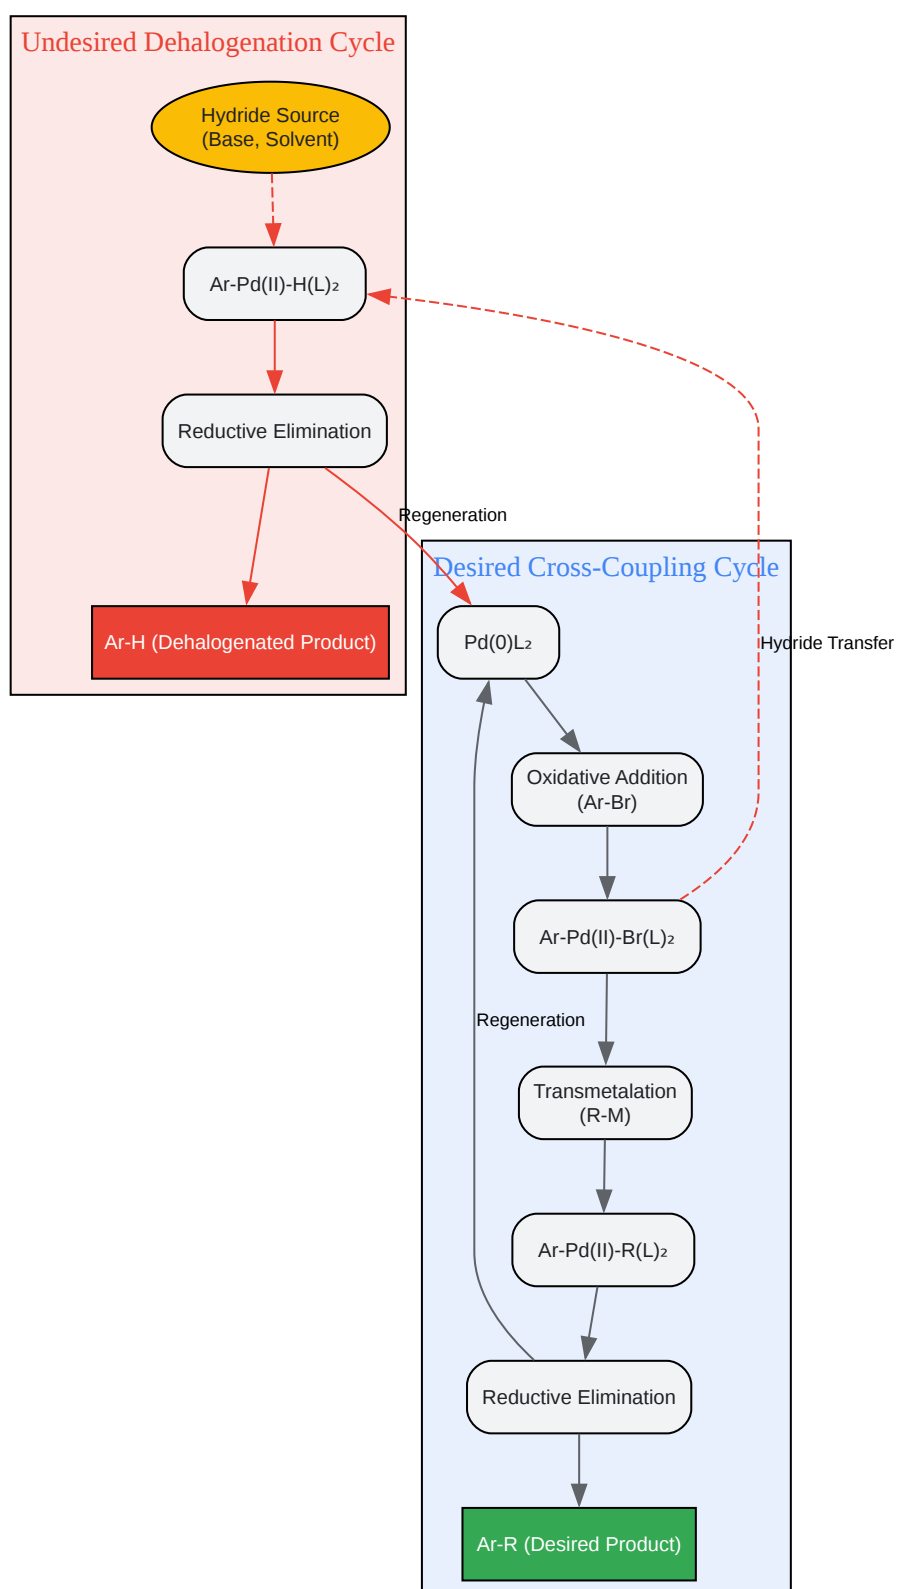 Undesired Dehalogenation Cycle
Hydride Source
(Base, Solvent)
Ar-Pd(II)-H(L)₂
Reductive Elimination
Regeneration
Ar-H (Dehalogenated Product)
Desired Cross-Coupling Cycle
Pd(0)L₂
Hydride Transfer
Oxidative Addition
(Ar-Br)
Ar-Pd(II)-Br(L)₂
Regeneration
Transmetalation
(R-M)
Ar-Pd(II)-R(L)₂
Reductive Elimination
Ar-R (Desired Product)